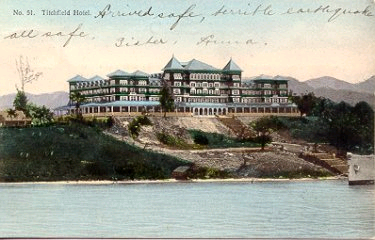 No. 51. Titchfield Hotel. Arrived safe, terrible earthquake
all safe. Sister Anna.